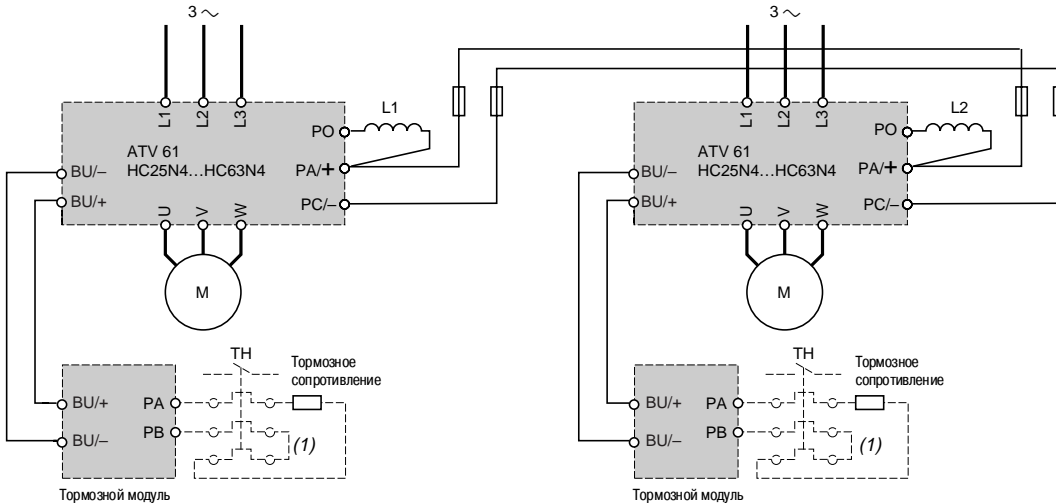 3 ~
L1
L2
L3
PO
L1
ATV 61
HC25N4...HC63N4
PA/+
BU/–
BU/+
PC/–
U
V
W
M
TH
Тормозное
сопротивление
BU/+
PA
BU/–
PB
(1)
Тормозной модуль
3 ~
L1
L2
L3
PO
L2
ATV 61
HC25N4...HC63N4
PA/+
BU/–
BU/+
PC/–
U
V
W
M
TH
Тормозное
сопротивление
BU/+
PA
BU/–
PB
(1)
Тормозной модуль